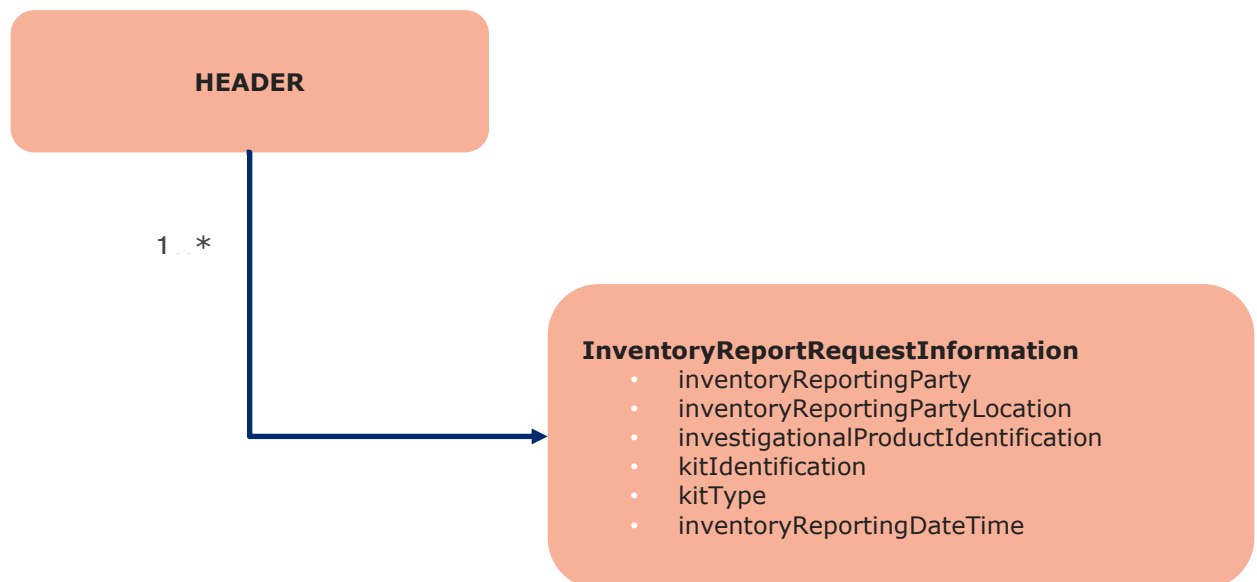 HEADER
1..*
InventoryReportRequestInformation
• inventoryReportingParty
• inventoryReportingPartyLocation
• investigationalProductIdentification
• kitIdentification
• kitType
• inventoryReportingDateTime